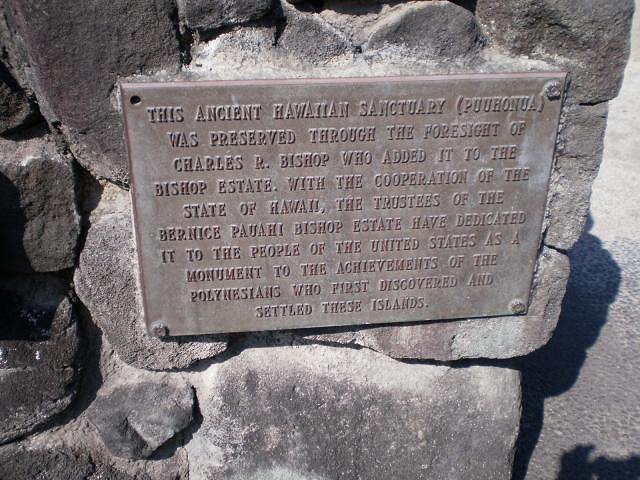 THIS ANCIENT HAWAIIAN SANCTUARY (PUUHONUA)
WAS PRESERVED THROUGH THE FORESIGHT OF
CHARLES R. BISHOP WHO ADDED IT TO THE
BISHOP ESTATE. WITH THE COOPERATION OF THE
STATE OF HAWAII, THE TRUSTEES OF THE
BERNICE PAUAHI BISHOP ESTATE HAVE DEDICATED
IT TO THE PEOPLE OF THE UNITED STATES AS A
MONUMENT TO THE ACHIEVEMENTS OF THE
POLYNESIANS WHO FIRST DISCOVERED AND
SETTLED THESE ISLANDS.